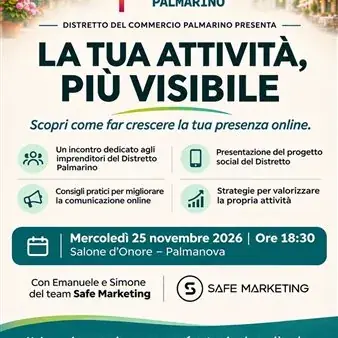 PALMARINO
DISTRETTO DEL COMMERCIO PALMARINO PRESENTA
LA TUA ATTIVITÀ,
PIÙ VISIBILE
Scopri come far crescere la tua presenza online.
Un incontro dedicato agli
imprenditori del Distretto
Palmarino
Presentazione del progetto
social del Distretto
Consigli pratici per migliorare
la comunicazione online
Strategie per valorizzare
la propria attività
Mercoledì 25 novembre 2026 | Ore 18:30
Salone d'Onore – Palmanova
Con Emanuele e Simone
del team Safe Marketing
SAFE MARKETING